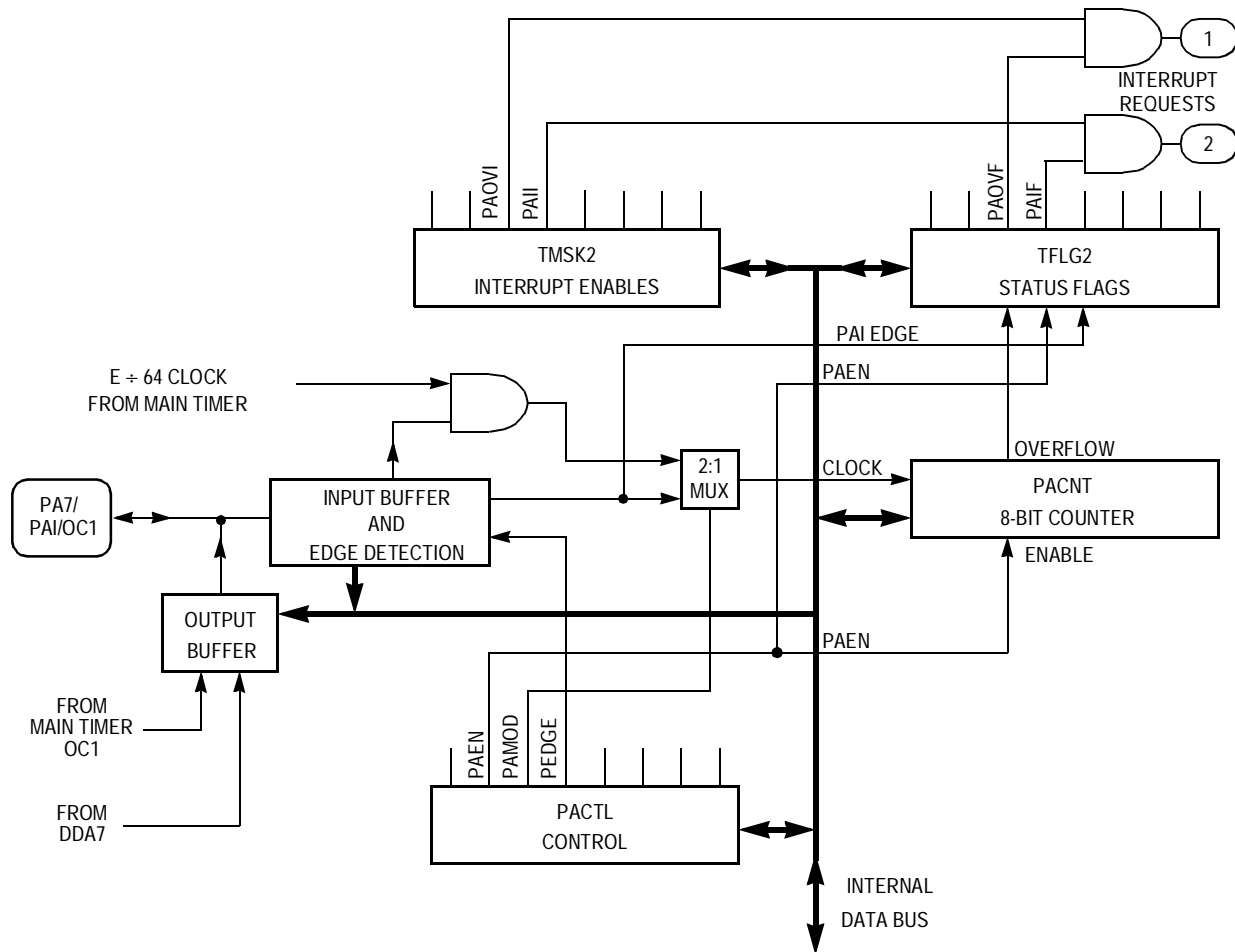 1
INTERRUPT
REQUESTS
2
PAOVI
PAII
PAOVF
PAIF
TMSK2
INTERRUPT ENABLES
TFLG2
STATUS FLAGS
PAI EDGE
E ÷ 64 CLOCK
FROM MAIN TIMER
PAEN
OVERFLOW
2:1
MUX
CLOCK
PACNT
8-BIT COUNTER
PA7/
PAI/OC1
INPUT BUFFER
AND
EDGE DETECTION
ENABLE
OUTPUT
BUFFER
PAEN
FROM
MAIN TIMER
OC1
PAEN
PAMOD
PEDGE
FROM
DDA7
PACTL
CONTROL
INTERNAL
DATA BUS